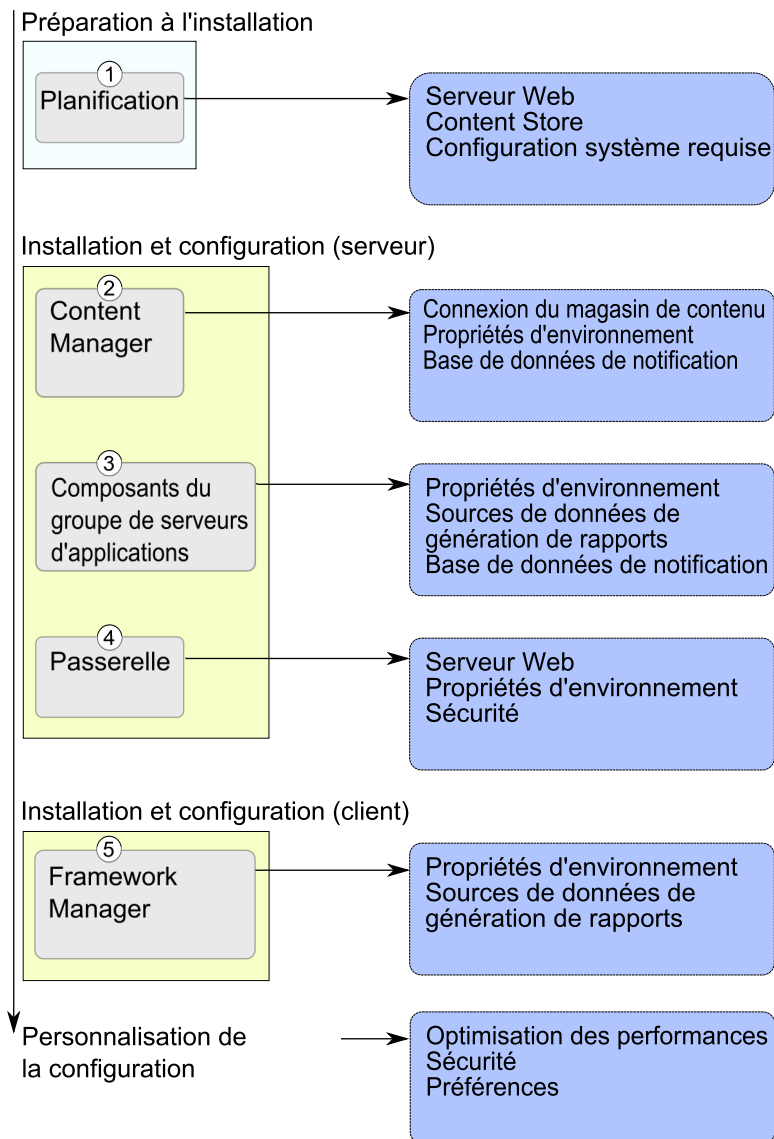 Préparation à l'installation
1
Planification
Serveur Web
Content Store
Configuration système requise
Installation et configuration (serveur)
2
Content
Manager
Connexion du magasin de contenu
Propriétés d'environnement
Base de données de notification
3
Composants du
groupe de serveurs
d'applications
Propriétés d'environnement
Sources de données de
génération de rapports
Base de données de notification
4
Passerelle
Serveur Web
Propriétés d'environnement
Sécurité
Installation et configuration (client)
5
Framework
Manager
Propriétés d'environnement
Sources de données de
génération de rapports
Personnalisation de
la configuration
Optimisation des performances
Sécurité
Préférences